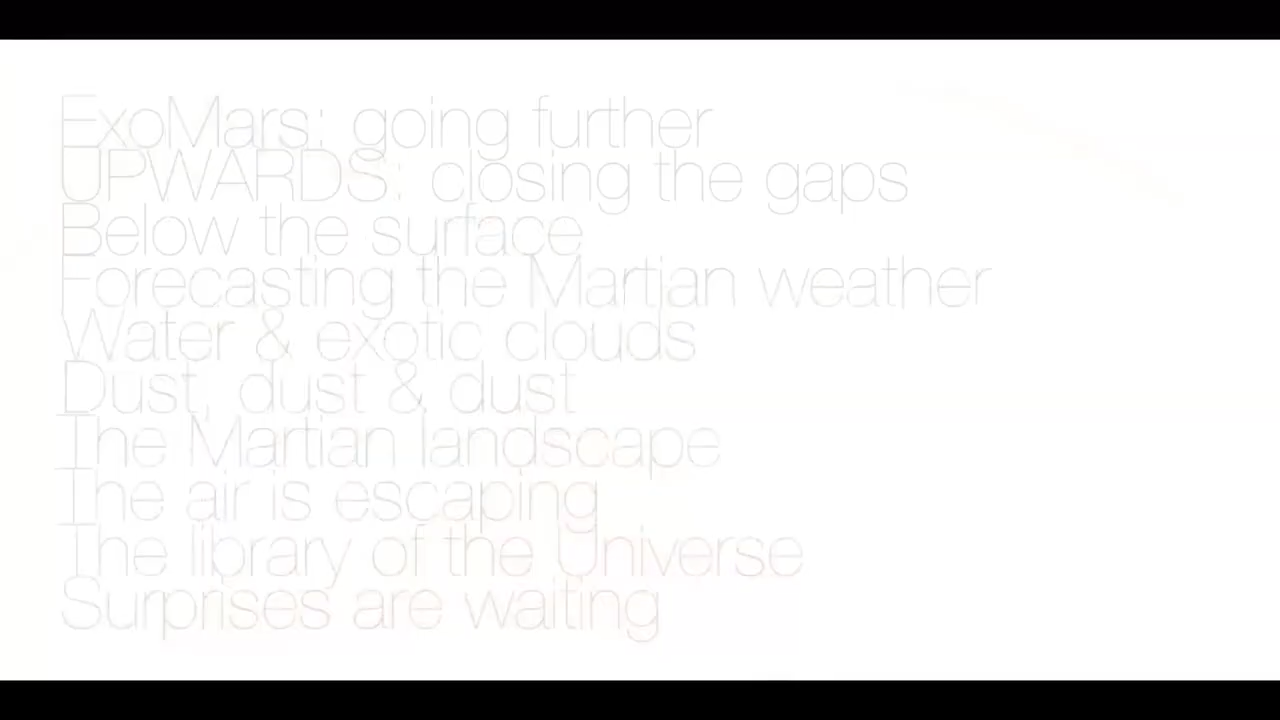 ExoMars: going further
UPWARDS: closing the gaps
Below the surface
Forecasting the Martian weather
Water & exotic clouds
Dust, dust & dust
The Martian landscape
The air is escaping
The library of the Universe
Surprises are waiting